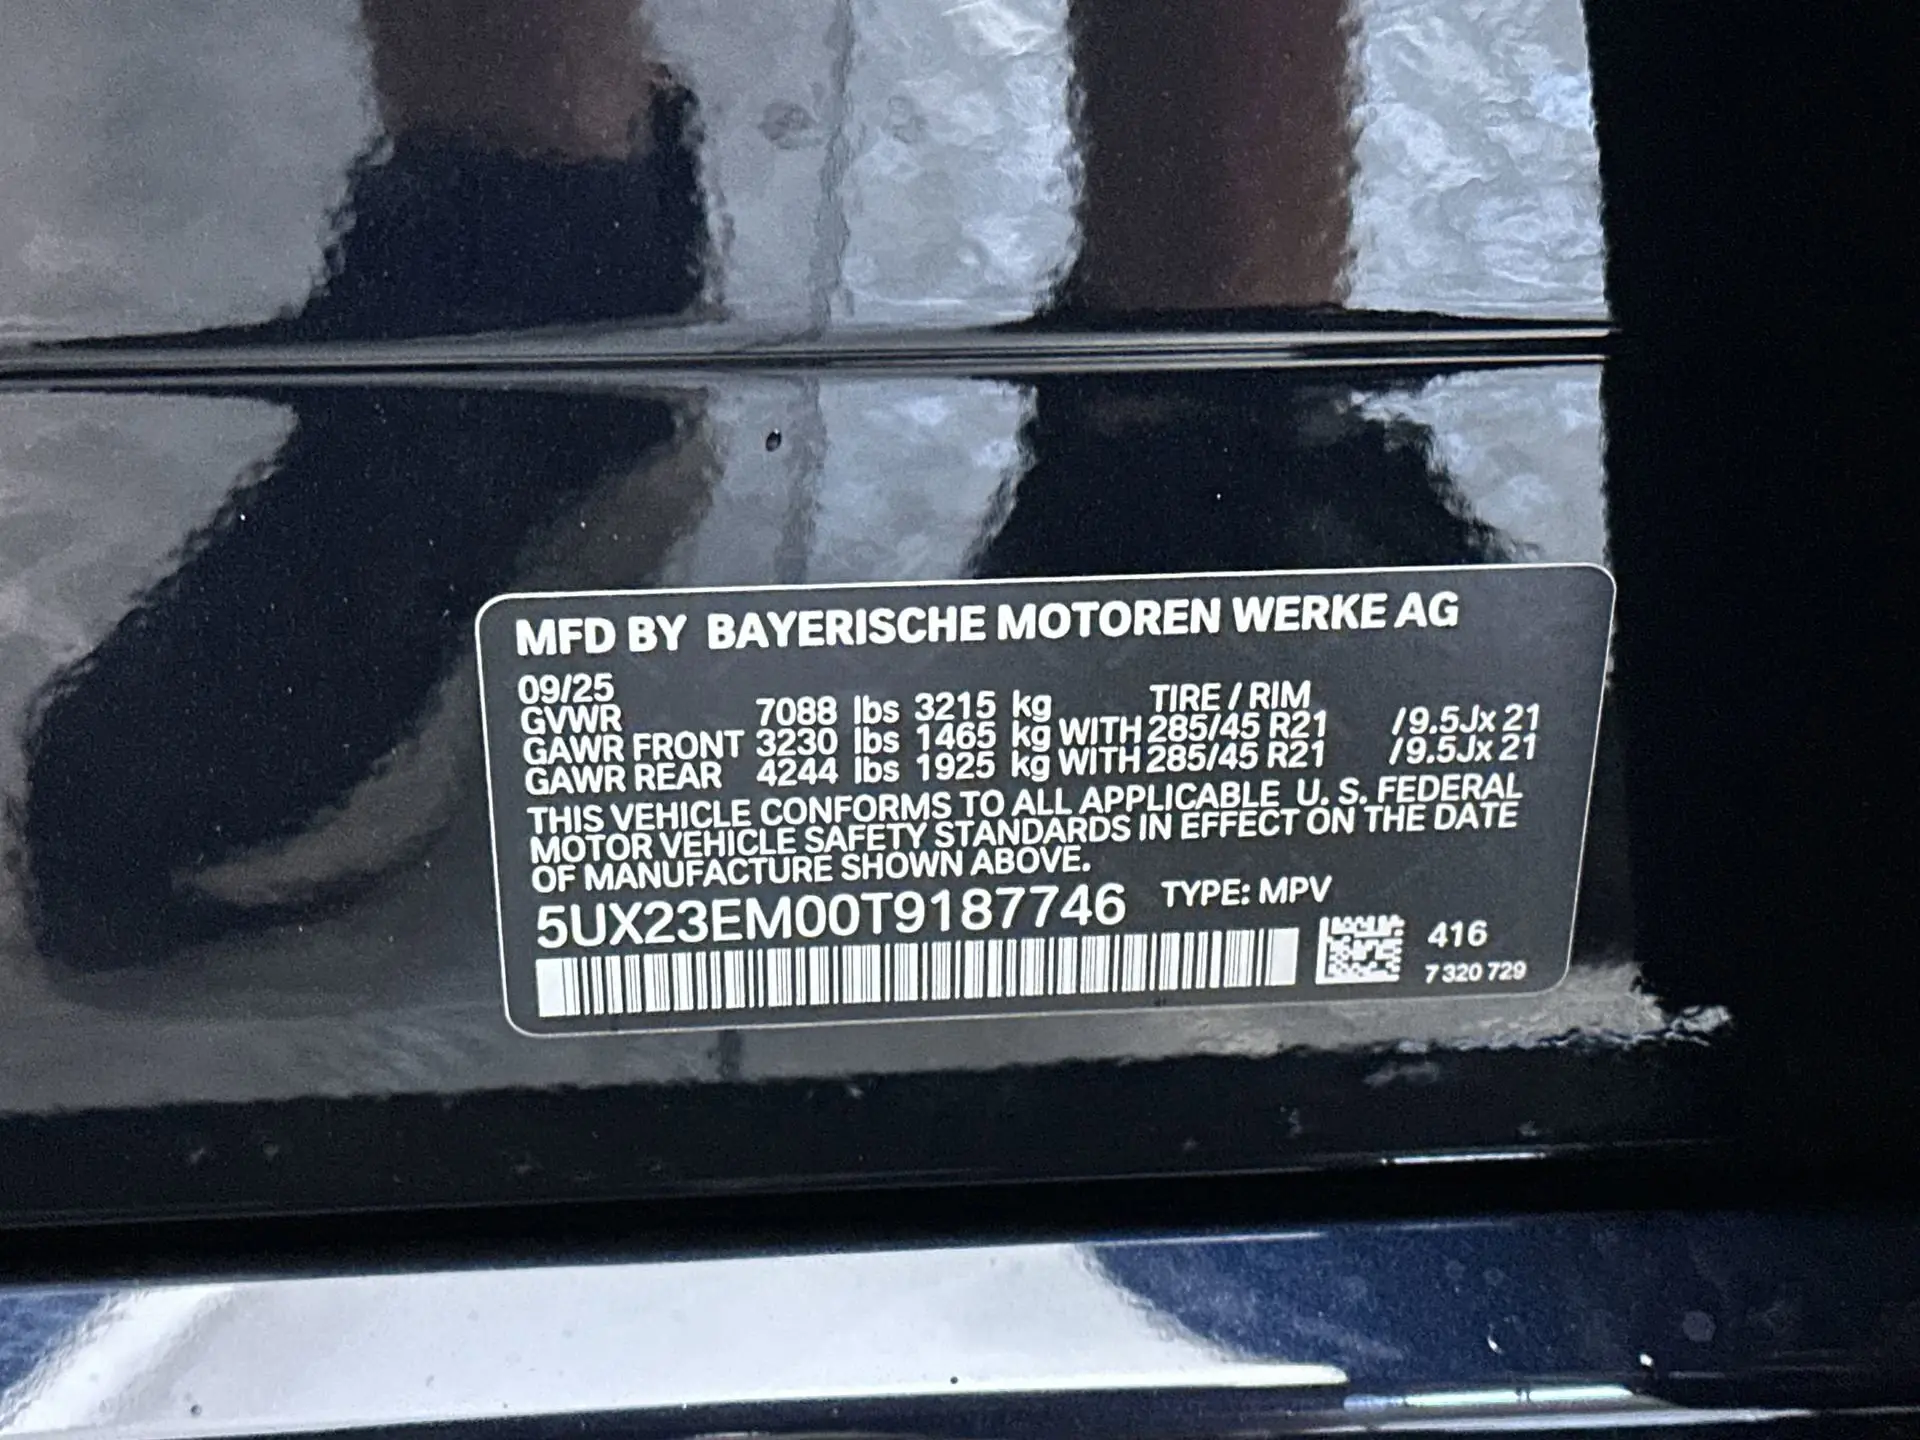 MFD BY BAYERISCHE MOTOREN WERKE AG
09/25 TIRE / RIM
GVWR 7088 lbs 3215 kg
GAWR FRONT 3230 lbs 1465 kg WITH 285/45 R21 /9.5Jx 21
GAWR REAR 4244 lbs 1925 kg WITH 285/45 R21 /9.5Jx 21
THIS VEHICLE CONFORMS TO ALL APPLICABLE U. S. FEDERAL
MOTOR VEHICLE SAFETY STANDARDS IN EFFECT ON THE DATE
OF MANUFACTURE SHOWN ABOVE.
5UX23EM00T9187746 TYPE: MPV
416
7 320 729